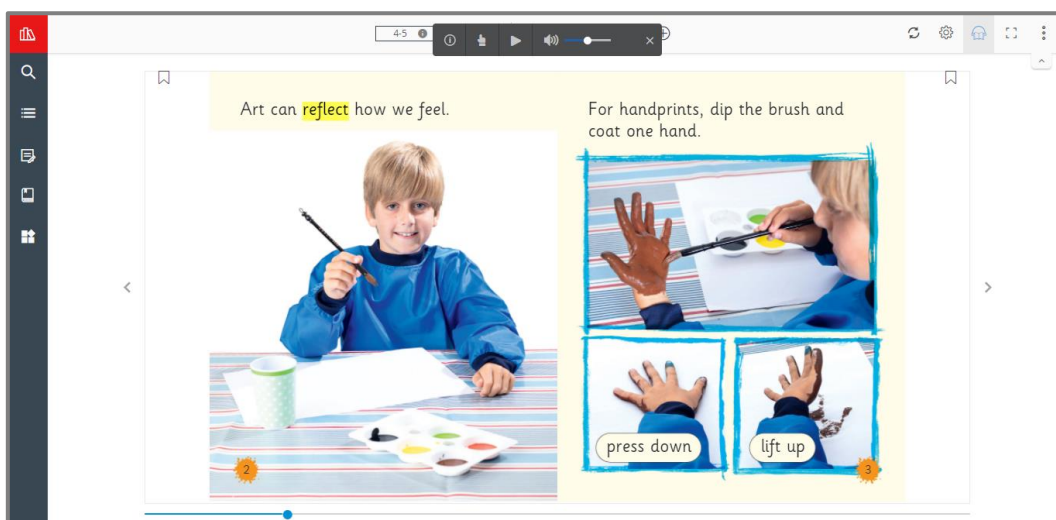 4-5
Art can reflect how we feel.
For handprints, dip the brush and
coat one hand.
press down
lift up
2
3